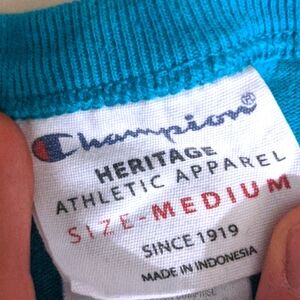 Champion®
HERITAGE
ATHLETIC APPAREL
SIZE-MEDIUM
SINCE 1919
MADE IN INDONESIA